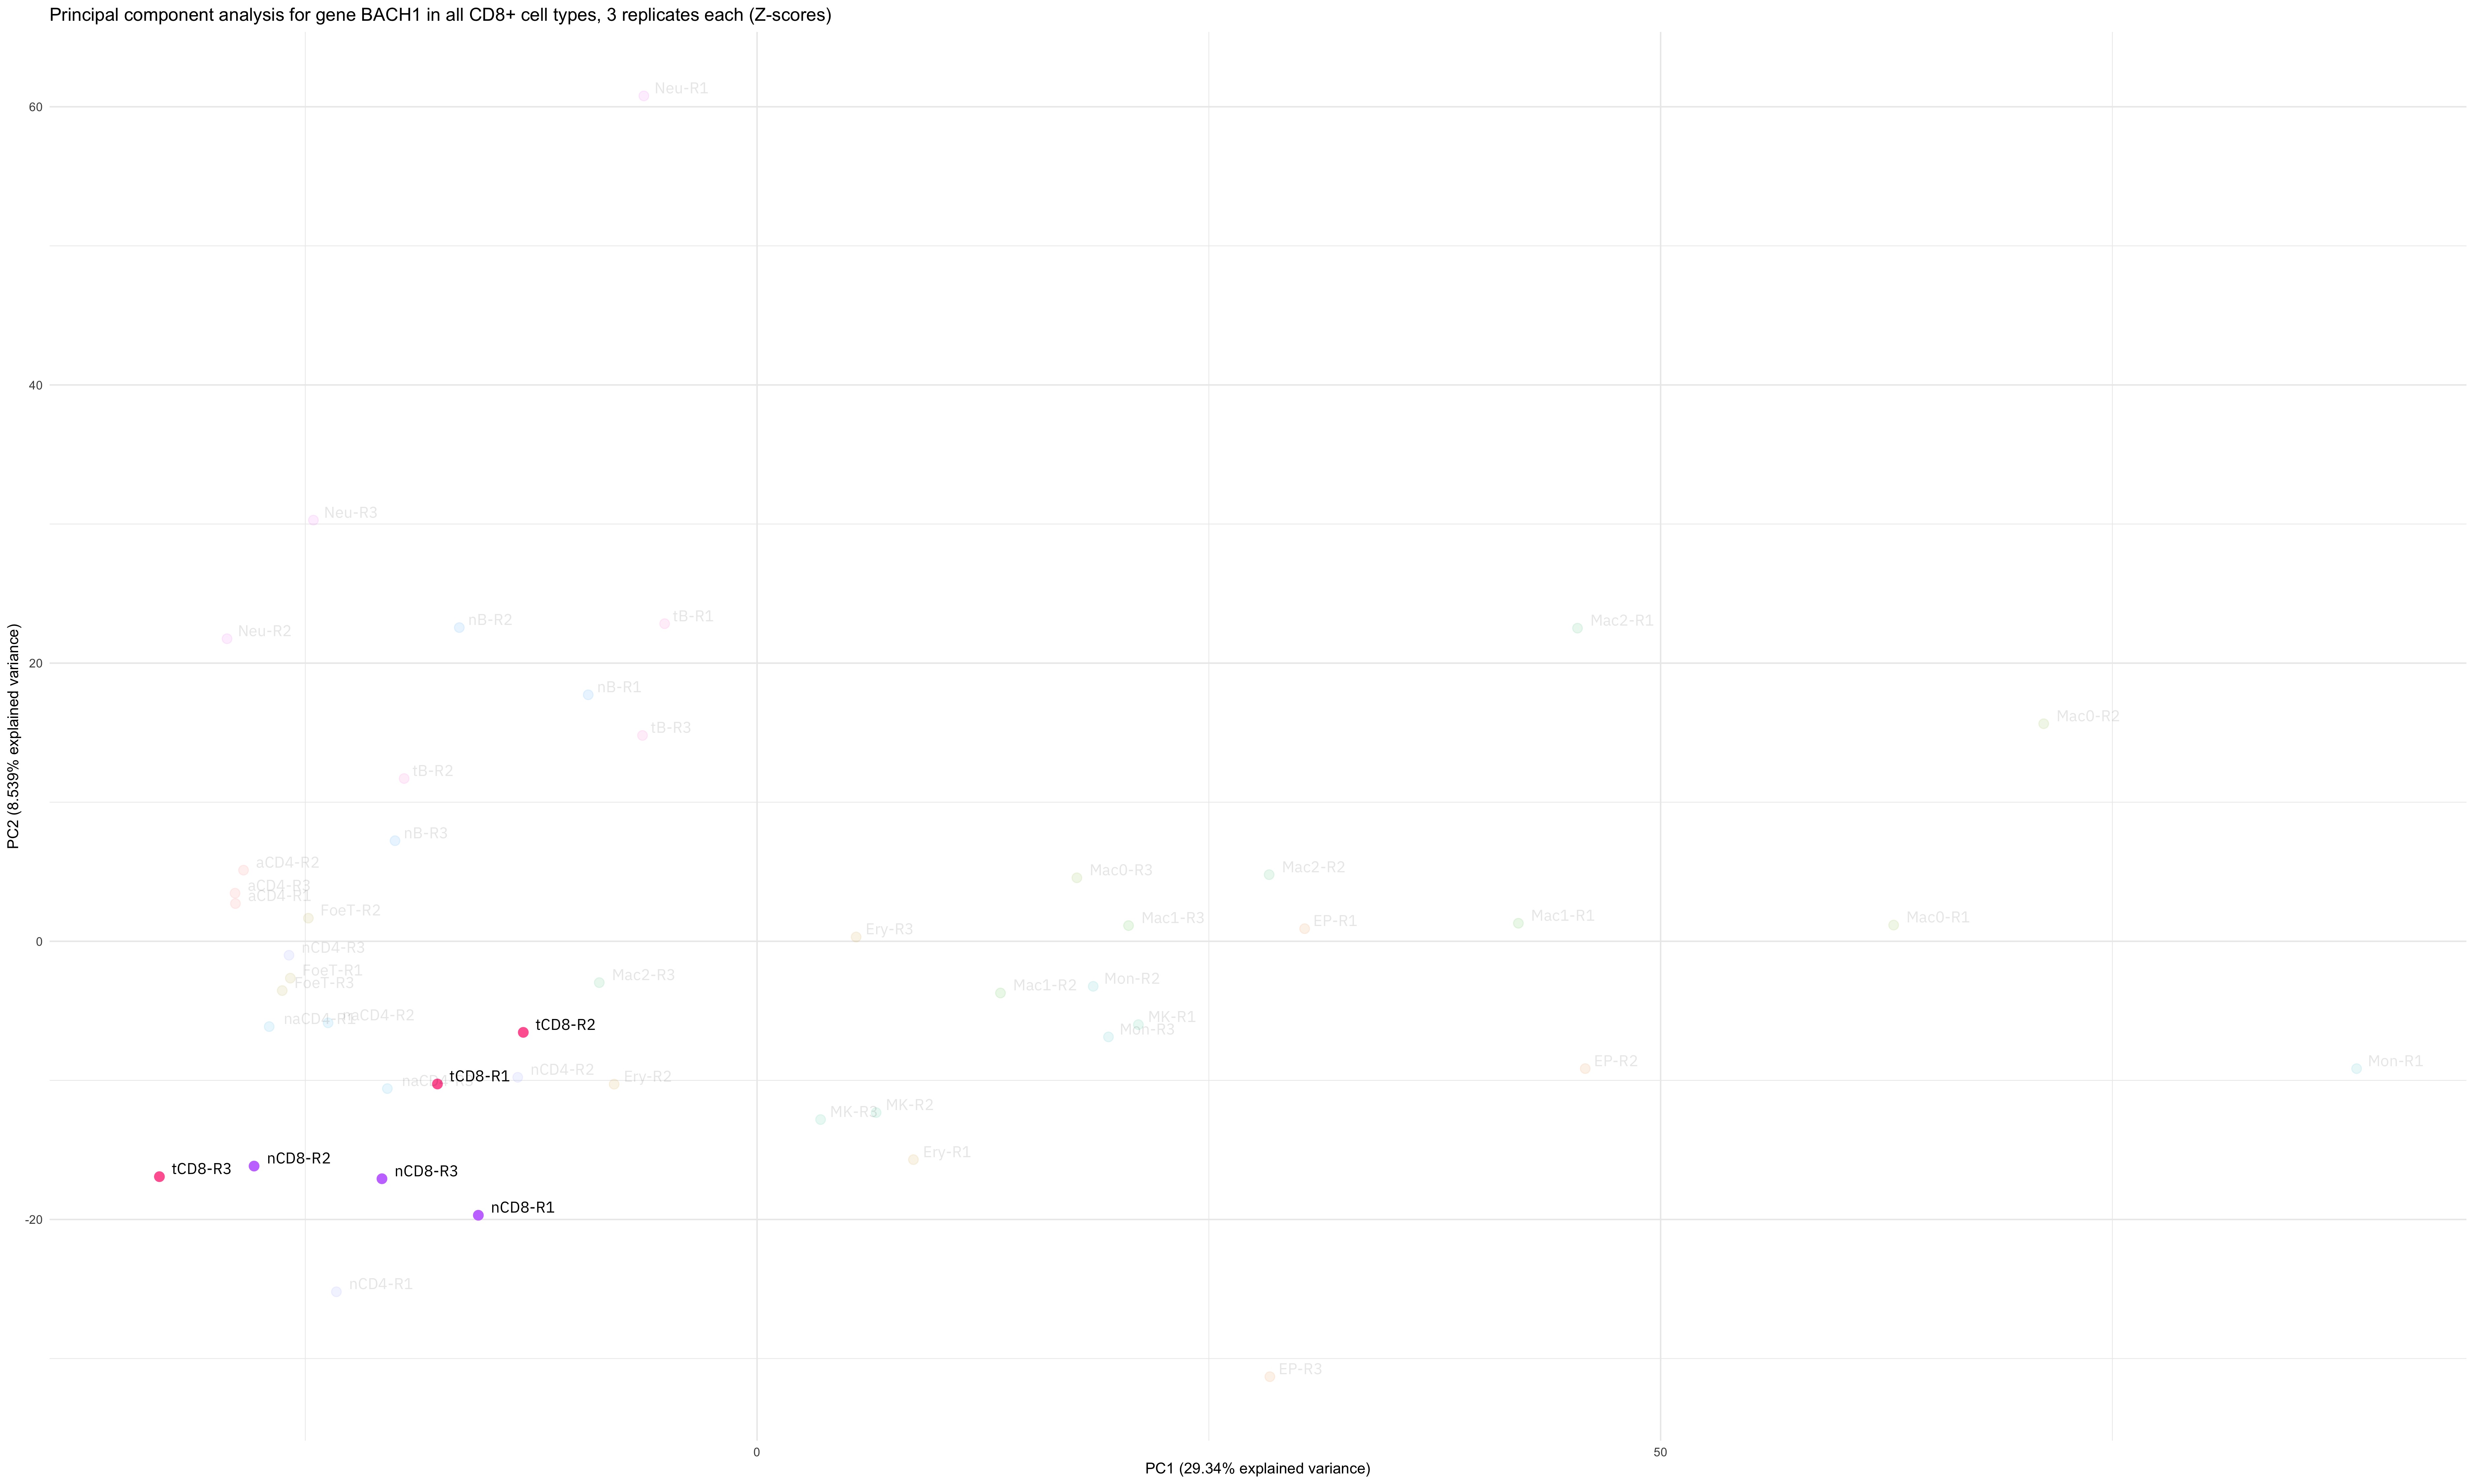 Principal component analysis for gene BACH1 in all CD8+ cell types, 3 replicates each (Z-scores)
Neu-R1
60
40
Neu-R3
nB-R2
tB-R1
Mac2-R1
Neu-R2
20
nB-R1
tB-R3
Mac0-R2
tB-R2
nB-R3
aCD4-R2
Mac0-R3
Mac2-R2
aCD4-R3
aCD4-R1
FoeT-R2
Mac1-R3
EP-R1
Mac1-R1
Mac0-R1
Ery-R3
0
nCD4-R3
FoeT-R1
FoeT-R3
Mac2-R3
Mac1-R2
Mon-R2
naCD4-R1
naCD4-R2
tCD8-R2
MK-R1
Mon-R3
nCD4-R2
EP-R2
Mon-R1
naCD4-R3
tCD8-R1
Ery-R2
MK-R3
MK-R2
Ery-R1
tCD8-R3
nCD8-R2
nCD8-R3
nCD8-R1
-20
nCD4-R1
EP-R3
0
50
PC1 (29.34% explained variance)
PC2 (8.539% explained variance)